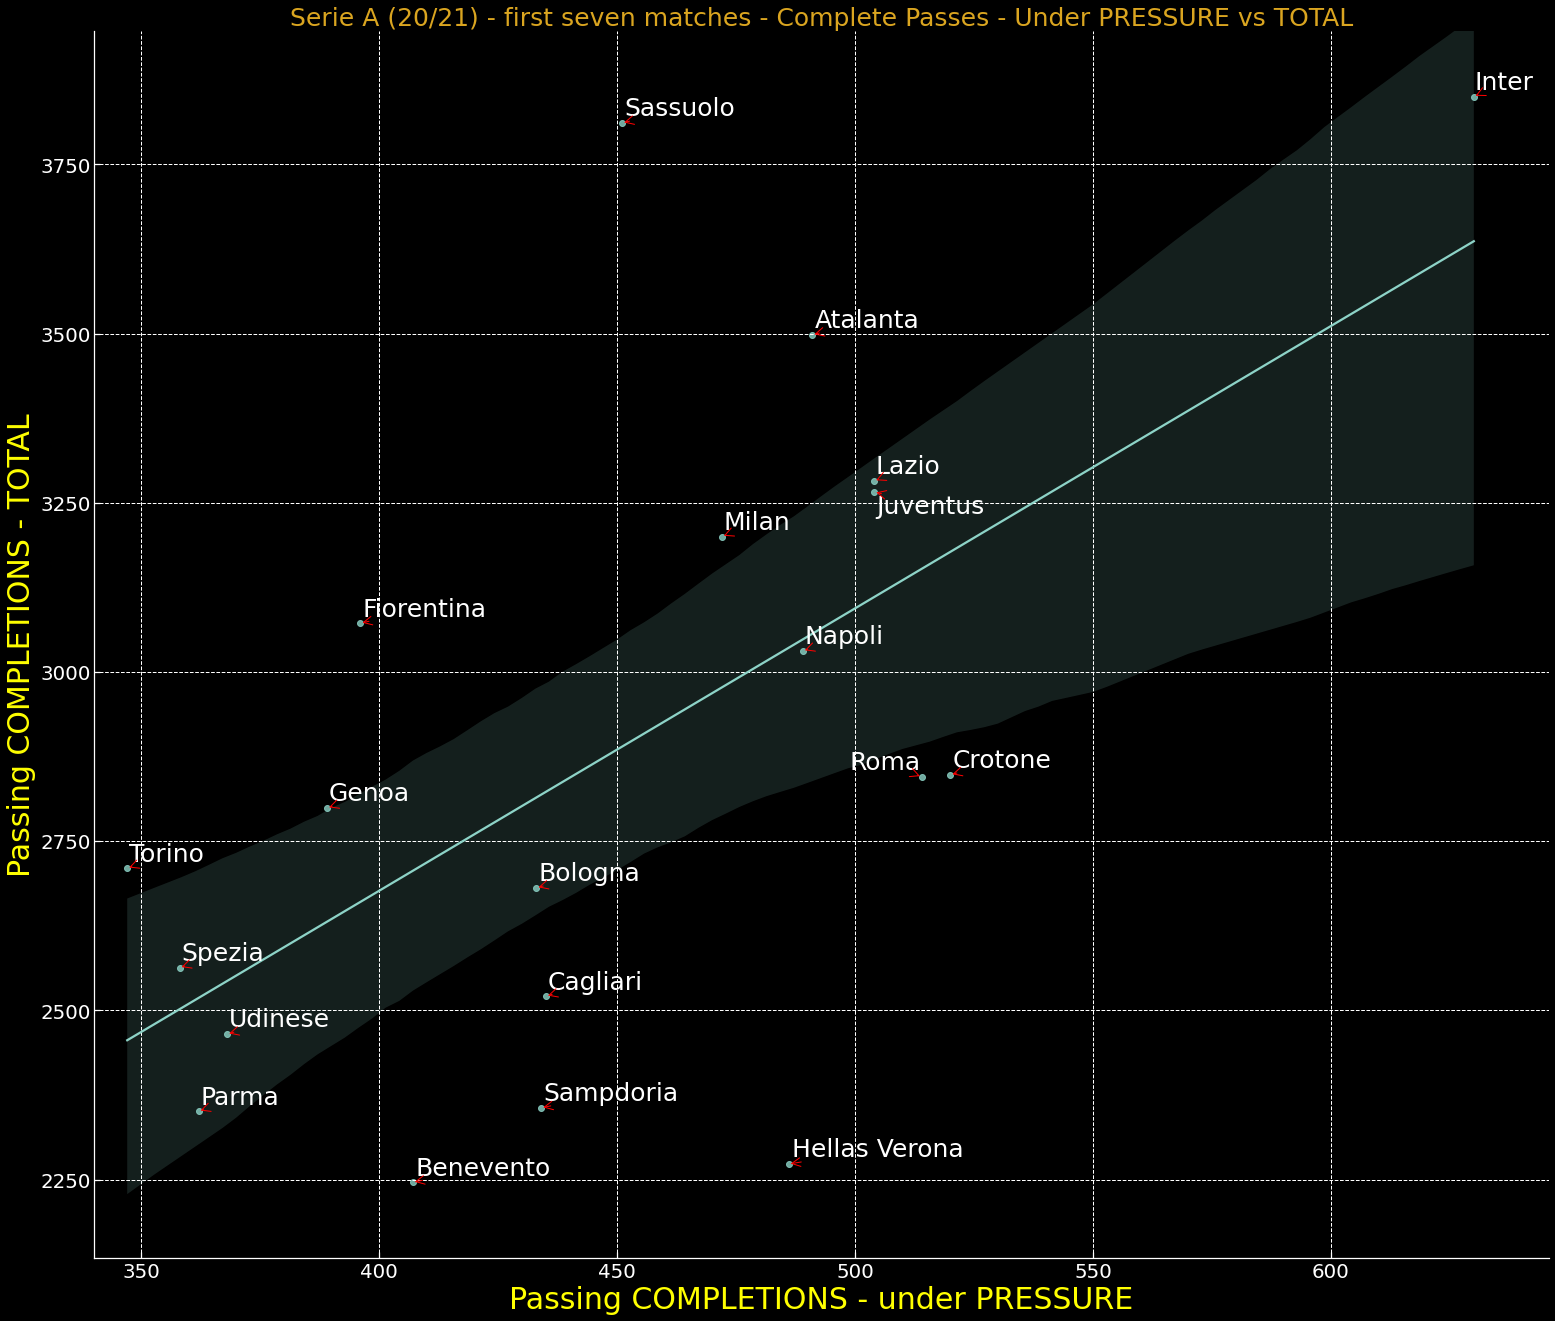 Serie A (20/21) - first seven matches - Complete Passes - Under PRESSURE vs TOTAL
Inter
Sassuolo
3750
Atalanta
3500
Lazio
3250
Juventus
Milan
Fiorentina
Napoli
3000
Roma
Crotone
Genoa
2750
Torino
Bologna
Spezia
Cagliari
2500
Udinese
Parma
Sampdoria
Hellas Verona
2250
Benevento
Passing COMPLETIONS - TOTAL
350 400 450 500 550 600
Passing COMPLETIONS - under PRESSURE